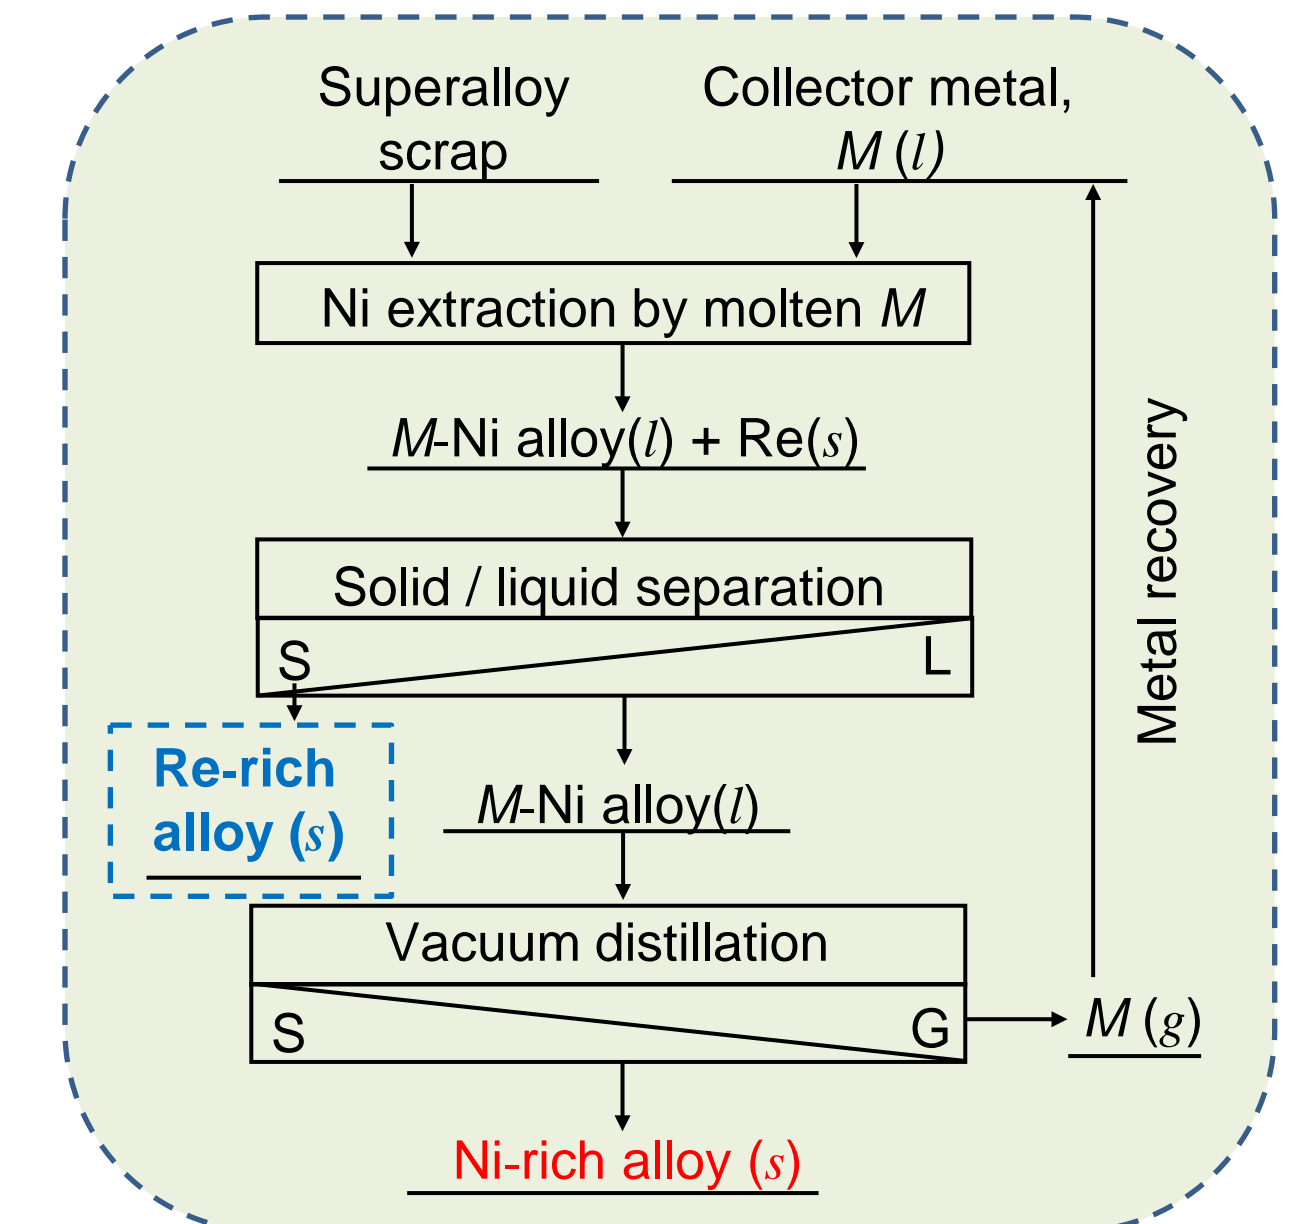 Superalloy
scrap
Collector metal,
M (l)
Ni extraction by molten M
M-Ni alloy(l) + Re(s)
Solid / liquid separation
S
L
Re-rich
alloy (s)
M-Ni alloy(l)
Vacuum distillation
S
G
M (g)
Metal recovery
Ni-rich alloy (s)